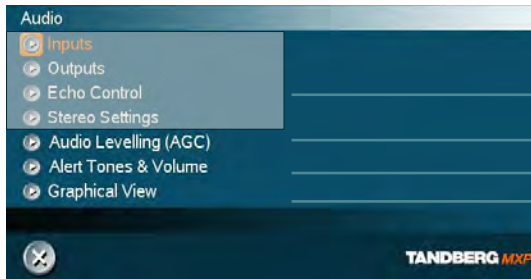 Audio
Inputs
Outputs
Echo Control
Stereo Settings
Audio Levelling (AGC)
Alert Tones & Volume
Graphical View
TANDBERG MXP